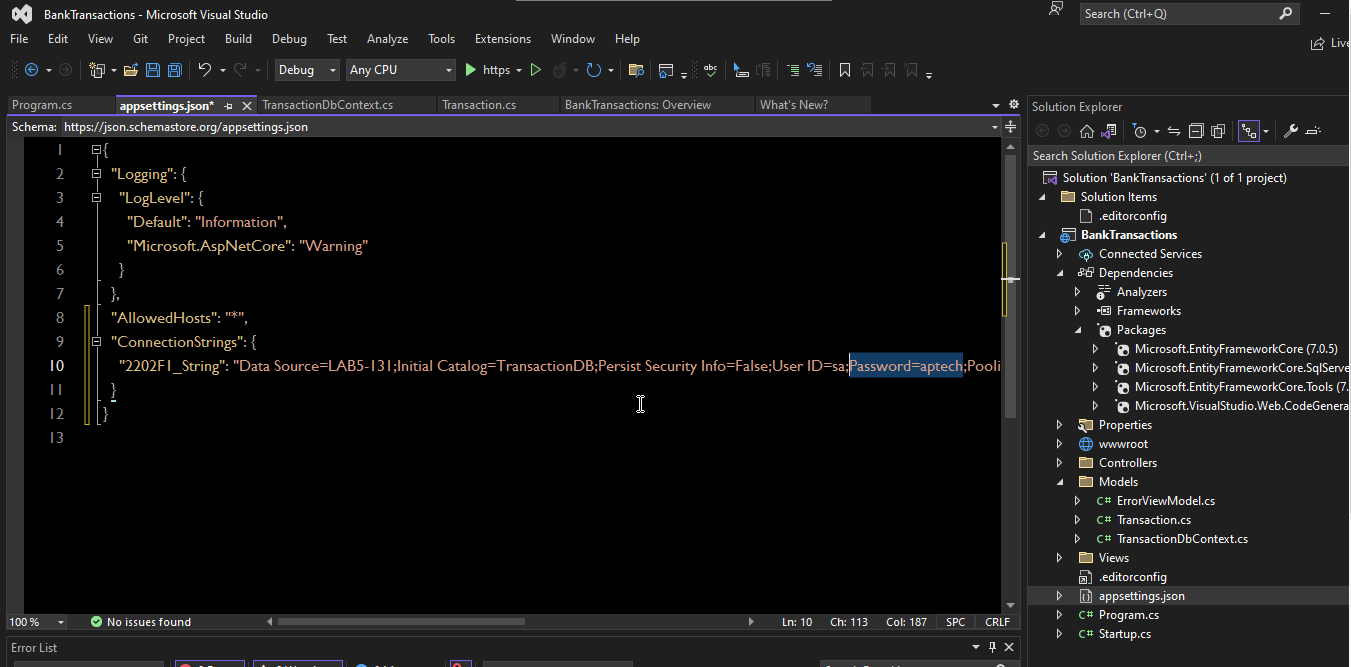 BankTransactions - Microsoft Visual Studio
Search (Ctrl+Q)
File Edit View Git Project Build Debug Test Analyze Tools Extensions Window Help
Live
Debug Any CPU https abc
Program.cs appsettings.json* TransactionDbContext.cs Transaction.cs BankTransactions: Overview What's New?
Schema: https://json.schemastore.org/appsettings.json
1 {
2 "Logging": {
3 "LogLevel": {
4 "Default": "Information",
5 "Microsoft.AspNetCore": "Warning"
6 }
7 },
8 "AllowedHosts": "*",
9 "ConnectionStrings": {
10 "2202F1_String": "Data Source=LAB5-131;Initial Catalog=TransactionDB;Persist Security Info=False;User ID=sa;Password=aptech;Pooli
11 }
12 }
13
100 % No issues found Ln: 10 Ch: 113 Col: 187 SPC CRLF
Error List
Solution Explorer
Search Solution Explorer (Ctrl+;)
Solution 'BankTransactions' (1 of 1 project)
Solution Items
.editorconfig
BankTransactions
Connected Services
Dependencies
Analyzers
Frameworks
Packages
Microsoft.EntityFrameworkCore (7.0.5)
Microsoft.EntityFrameworkCore.SqlServe
Microsoft.EntityFrameworkCore.Tools (7.
Microsoft.VisualStudio.Web.CodeGenera
Properties
wwwroot
Controllers
Models
C# ErrorViewModel.cs
C# Transaction.cs
C# TransactionDbContext.cs
Views
.editorconfig
appsettings.json
C# Program.cs
C# Startup.cs